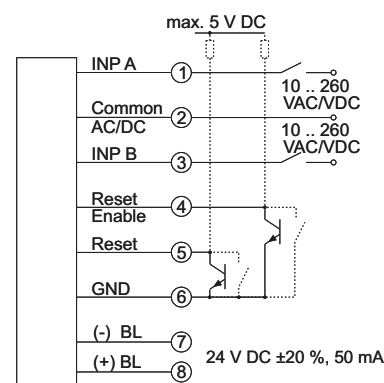 max. 5 V DC
INP A
1
10 .. 260
VAC/VDC
Common
AC/DC
2
10 .. 260
VAC/VDC
INP B
3
Reset
Enable
4
Reset
5
GND
6
(-) BL
7
(+) BL
8
24 V DC ±20 %, 50 mA